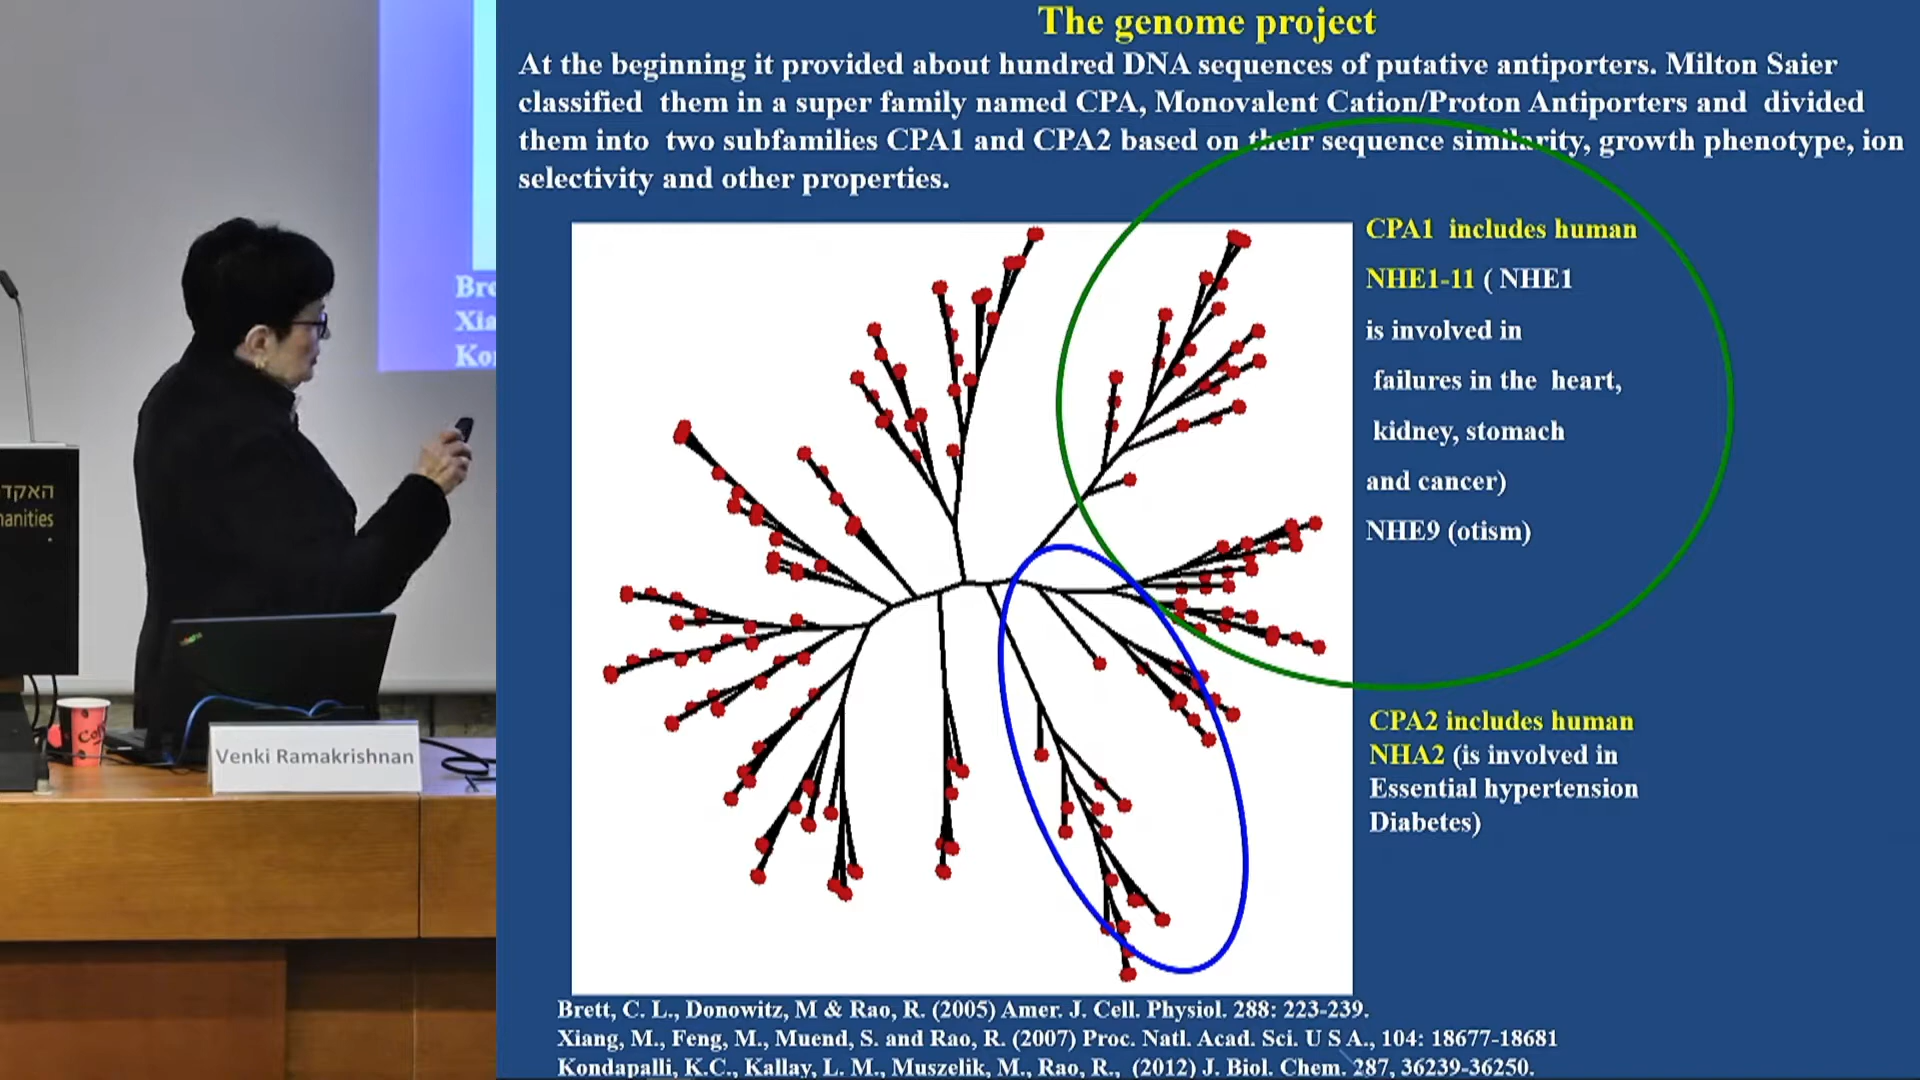 The genome project
At the beginning it provided about hundred DNA sequences of putative antiporters. Milton Saier
classified them in a super family named CPA, Monovalent Cation/Proton Antiporters and divided
them into two subfamilies CPA1 and CPA2 based on their sequence similarity, growth phenotype, ion
selectivity and other properties.
CPA1 includes human
NHE1-11 ( NHE1
is involved in
failures in the heart,
kidney, stomach
and cancer)
NHE9 (otism)
CPA2 includes human
NHA2 (is involved in
Essential hypertension
Diabetes)
Brett, C. L., Donowitz, M & Rao, R. (2005) Amer. J. Cell. Physiol. 288: 223-239.
Xiang, M., Feng, M., Muend, S. and Rao, R. (2007) Proc. Natl. Acad. Sci. U S A., 104: 18677-18681
Kondapalli, K.C., Kallay, L. M., Muszelik, M., Rao, R., (2012) J. Biol. Chem. 287, 36239-36250.
Bre
Xia
Ko
האקד
manities
Venki Ramakrishnan